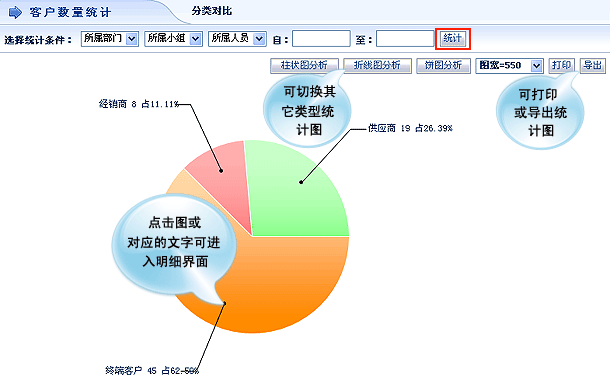 客户数量统计 分类对比
选择统计条件： 所属部门 所属小组 所属人员 自： 至： 统计
柱状图分析 折线图分析 饼图分析 图宽=550 打印 导出
可切换其
它类型统
计图
可打印
或导出统
计图
经销商 8 占11.11%
供应商 19 占26.39%
点击图或
对应的文字可进
入明细界面
终端客户 45 占62.50%